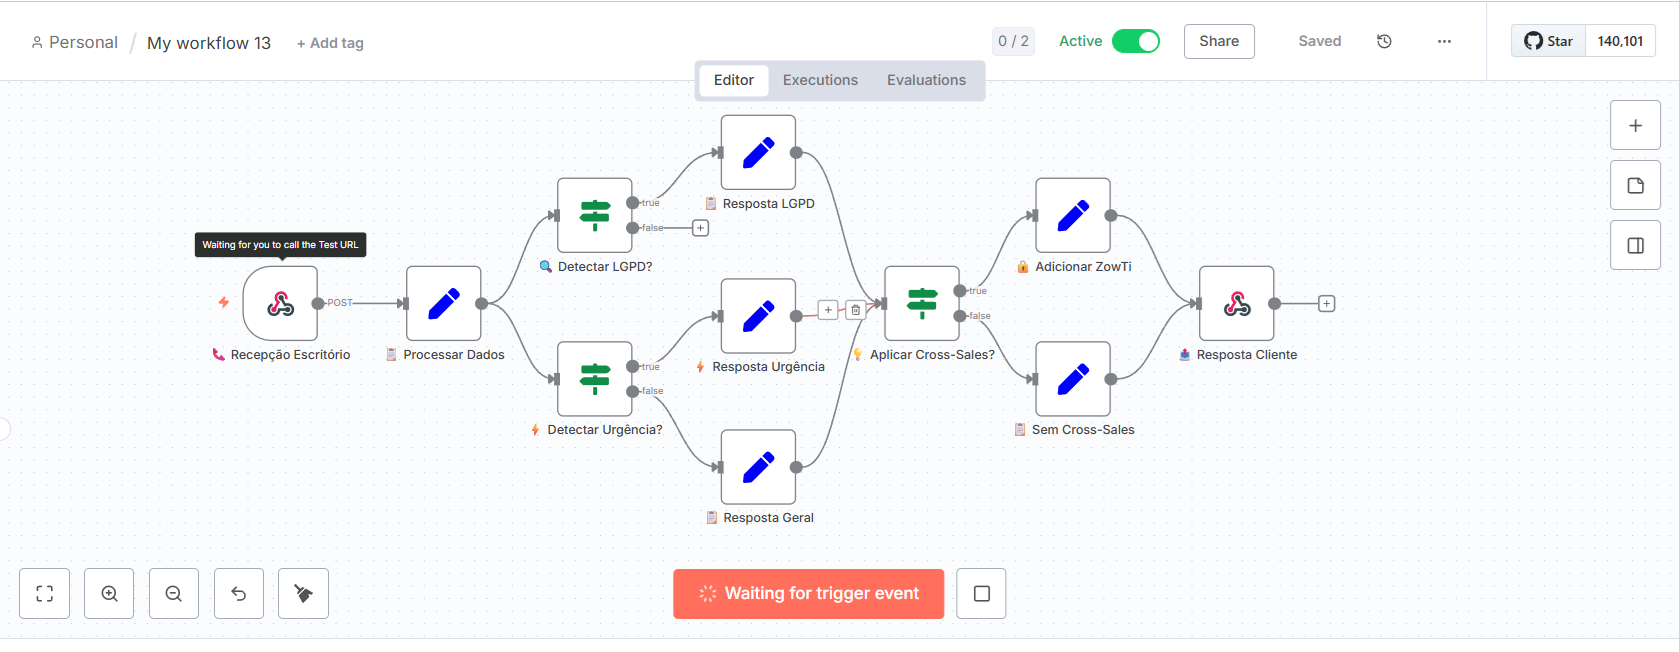 Personal / My workflow 13 + Add tag
0 / 2 Active Share Saved ... Star 140,101
Editor Executions Evaluations
Resposta LGPD
true
false
Detectar LGPD?
Waiting for you to call the Test URL
POST
Recepção Escritório
Processar Dados
true
false
Detectar Urgência?
Resposta Urgência
Resposta Geral
true
false
Aplicar Cross-Sales?
Adicionar ZowTi
Sem Cross-Sales
Resposta Cliente
Waiting for trigger event